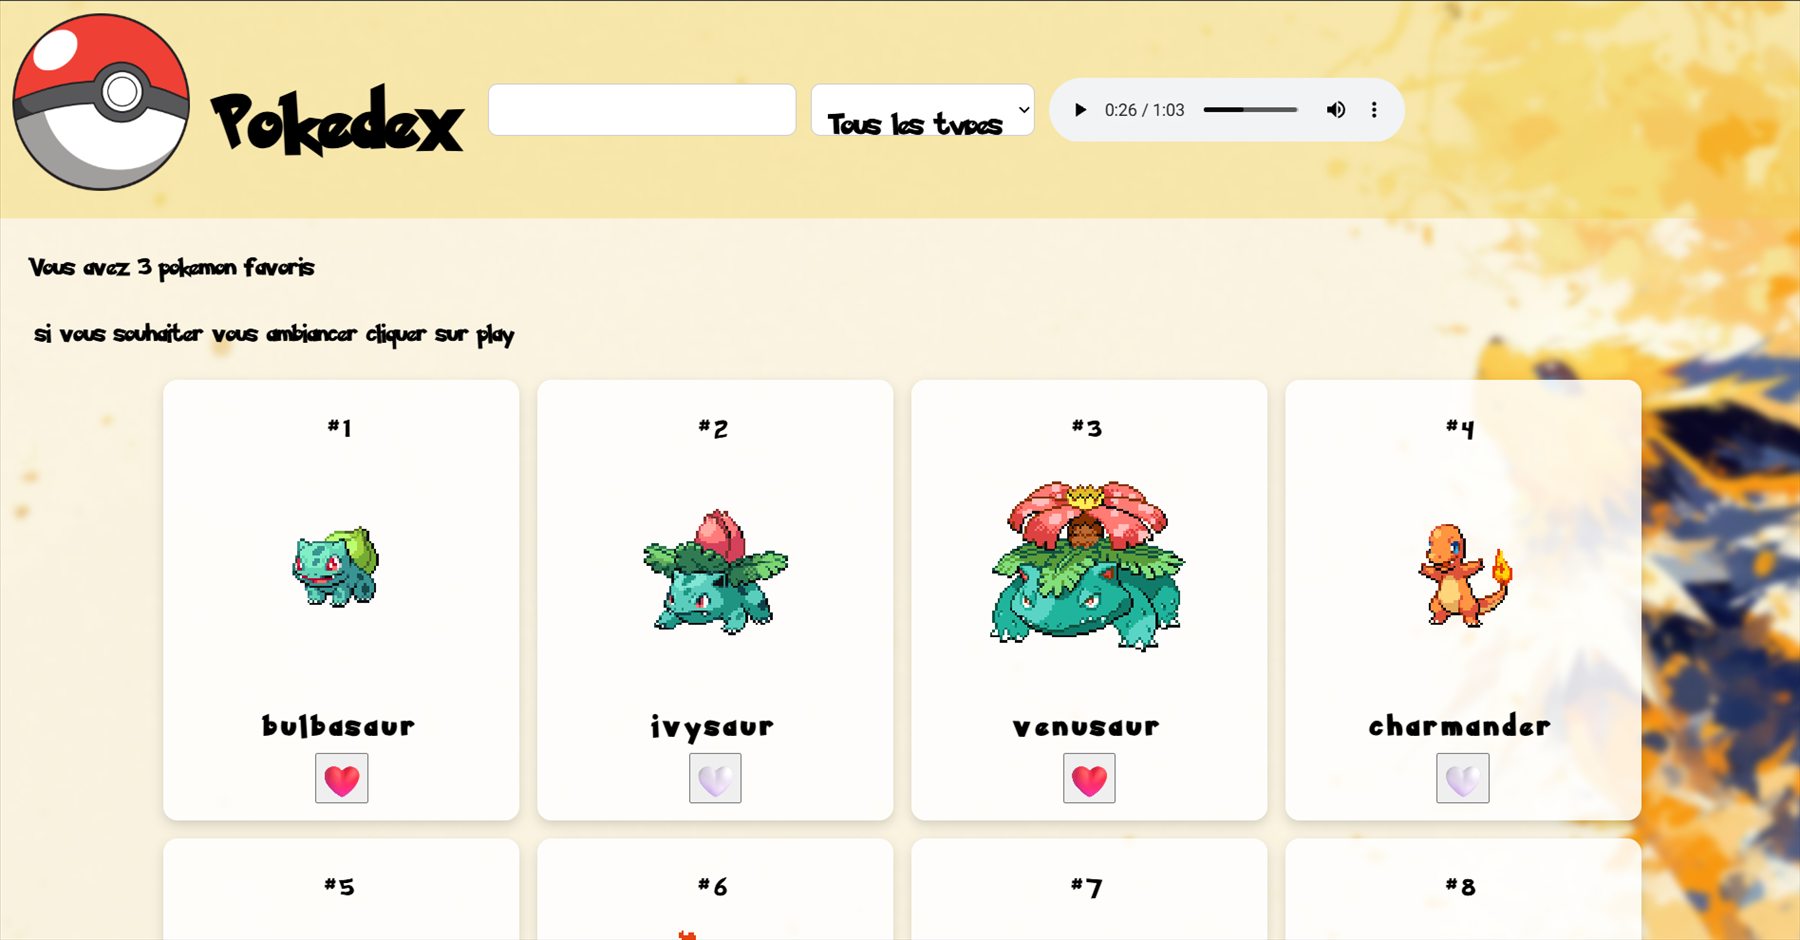 Pokedex
Tous les types
0:26 / 1:03
Vous avez 3 pokemon favoris
si vous souhaiter vous ambiancer cliquer sur play
#1
#2
#3
#4
bulbasaur
ivysaur
venusaur
charmander
#5
#6
#7
#8